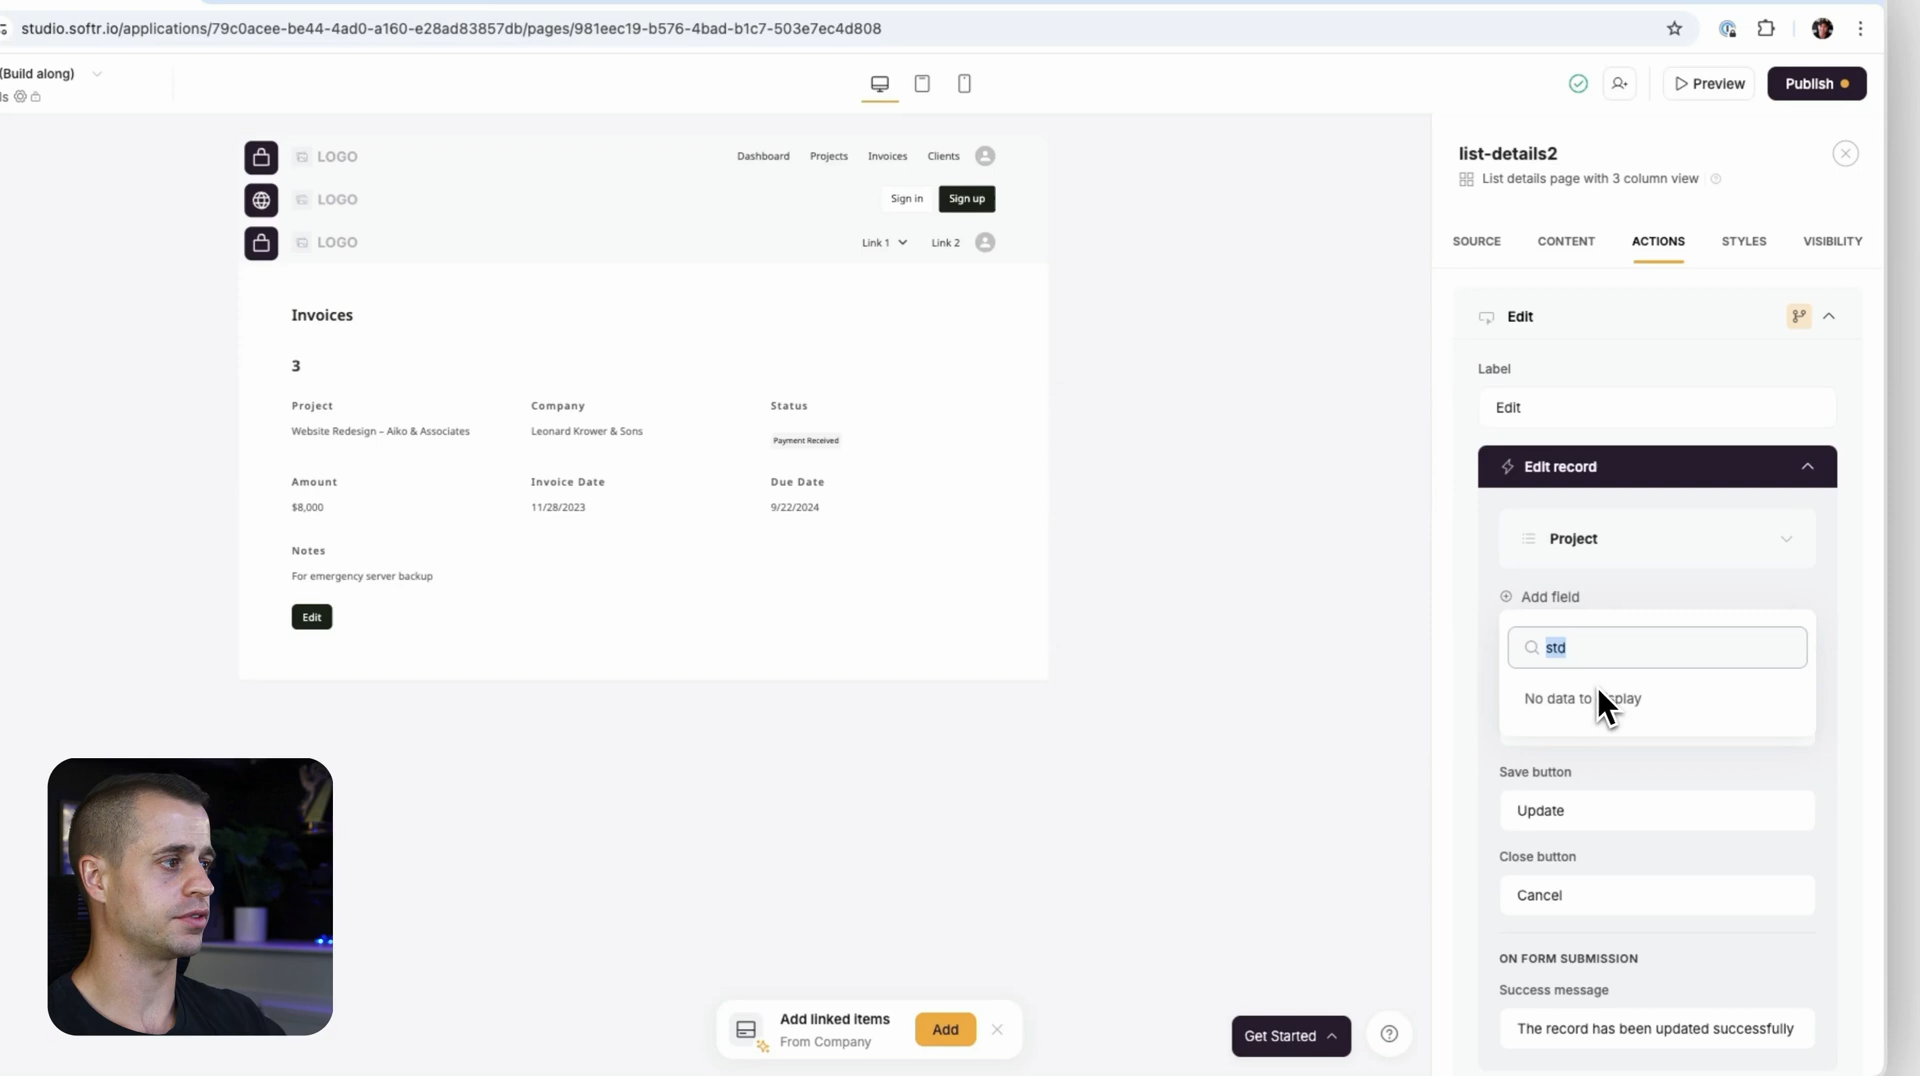 studio.softr.io/applications/79c0acee-be44-4ad0-a160-e28ad83857db/pages/981eec19-b576-4bad-b1c7-503e7ec4d808
(Build along)
ls
Preview
Publish
LOGO
Dashboard Projects Invoices Clients
LOGO
Sign in Sign up
LOGO
Link 1 Link 2
Invoices
3
Project Company Status
Website Redesign – Aiko & Associates Leonard Krower & Sons Payment Received
Amount Invoice Date Due Date
$8,000 11/28/2023 9/22/2024
Notes
For emergency server backup
Edit
Add linked items
From Company
Add
Get Started
list-details2
List details page with 3 column view
SOURCE CONTENT ACTIONS STYLES VISIBILITY
Edit
Label
Edit
Edit record
Project
Add field
std
No data to display
Save button
Update
Close button
Cancel
ON FORM SUBMISSION
Success message
The record has been updated successfully